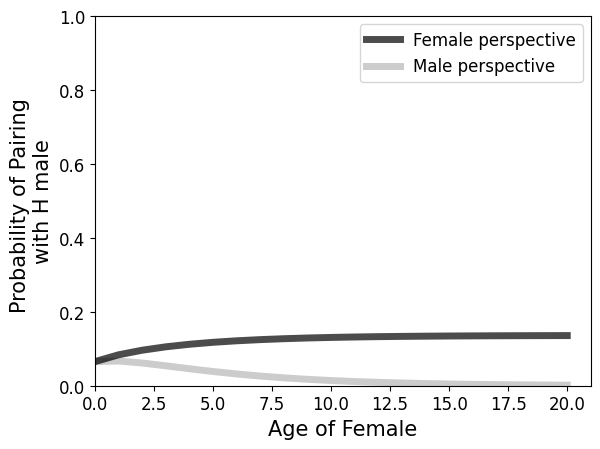 1.0
0.8
0.6
0.4
0.2
0.0
Probability of Pairing
with H male
Female perspective
Male perspective
0.0 2.5 5.0 7.5 10.0 12.5 15.0 17.5 20.0
Age of Female